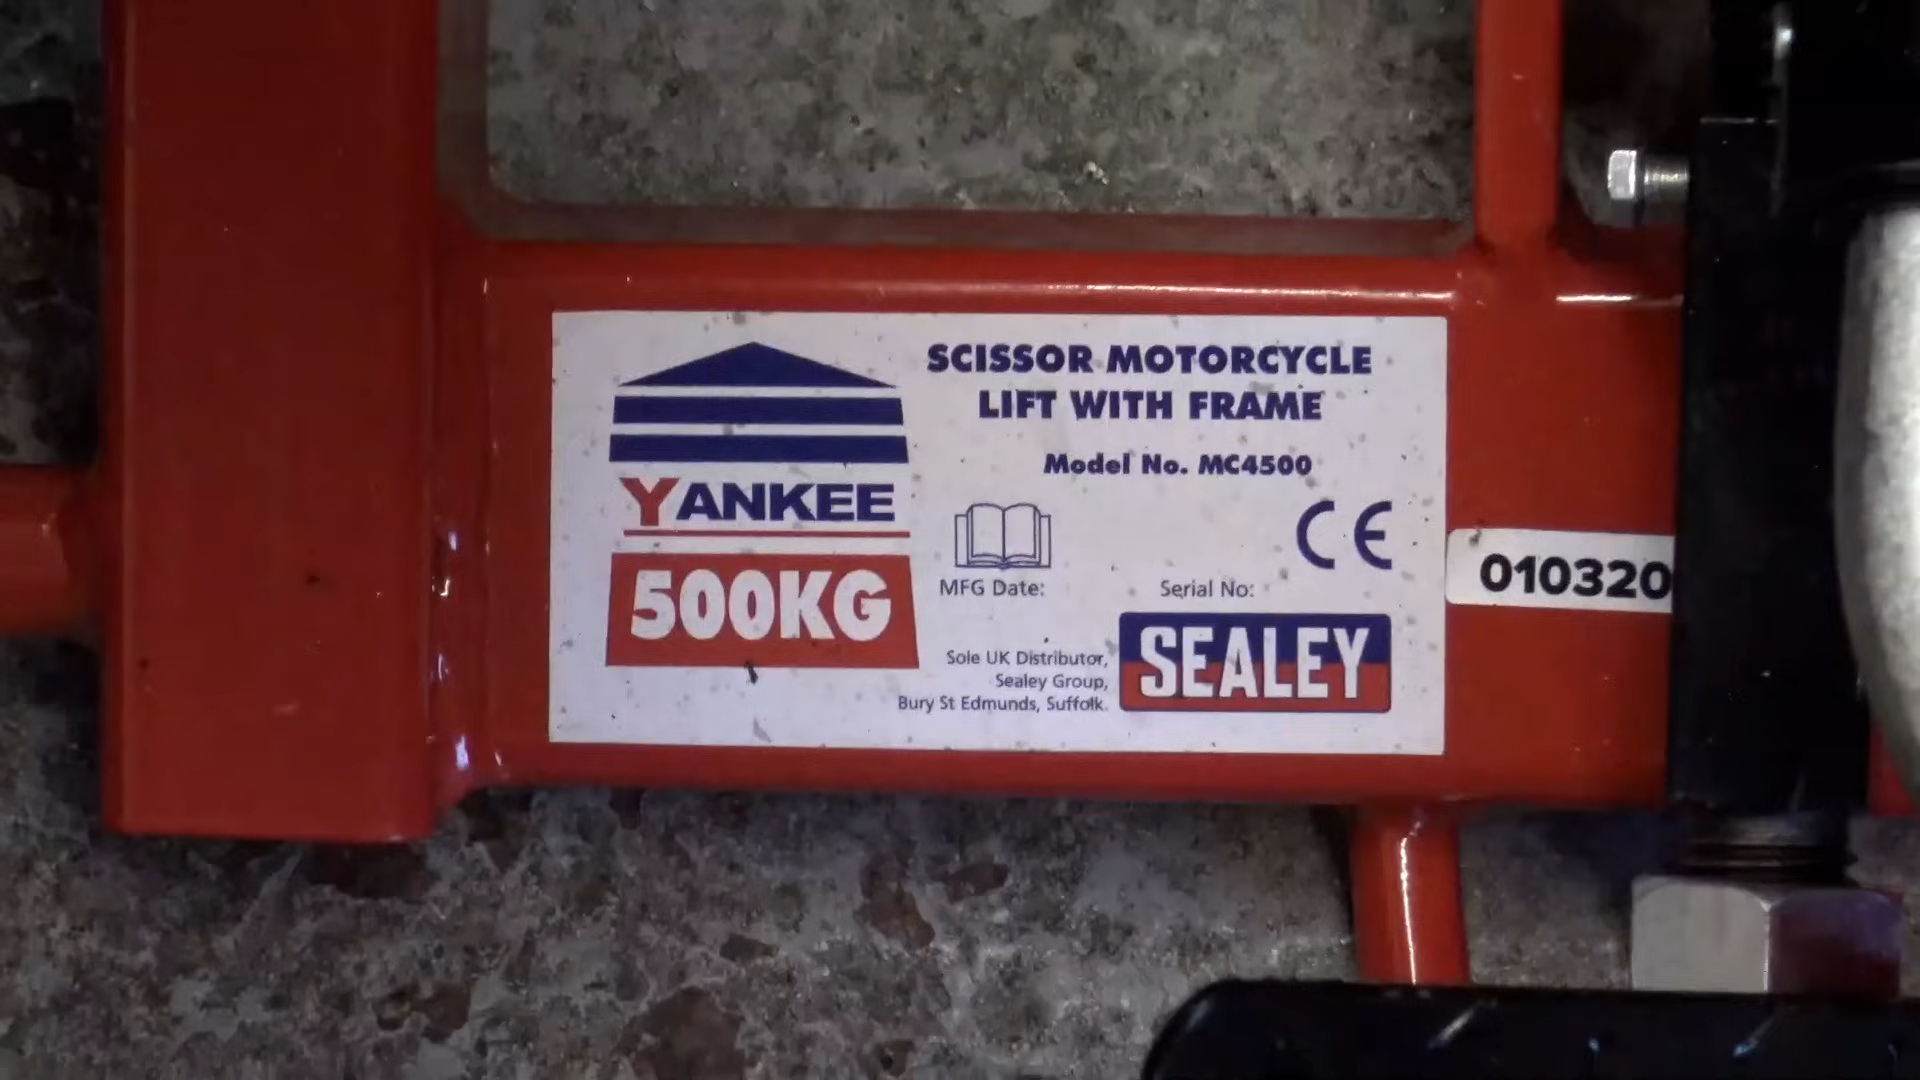 SCISSOR MOTORCYCLE
LIFT WITH FRAME
Model No. MC4500
YANKEE
500KG
CE
MFG Date:
Serial No:
010320
Sole UK Distributor,
Sealey Group,
Bury St Edmunds, Suffolk.
SEALEY